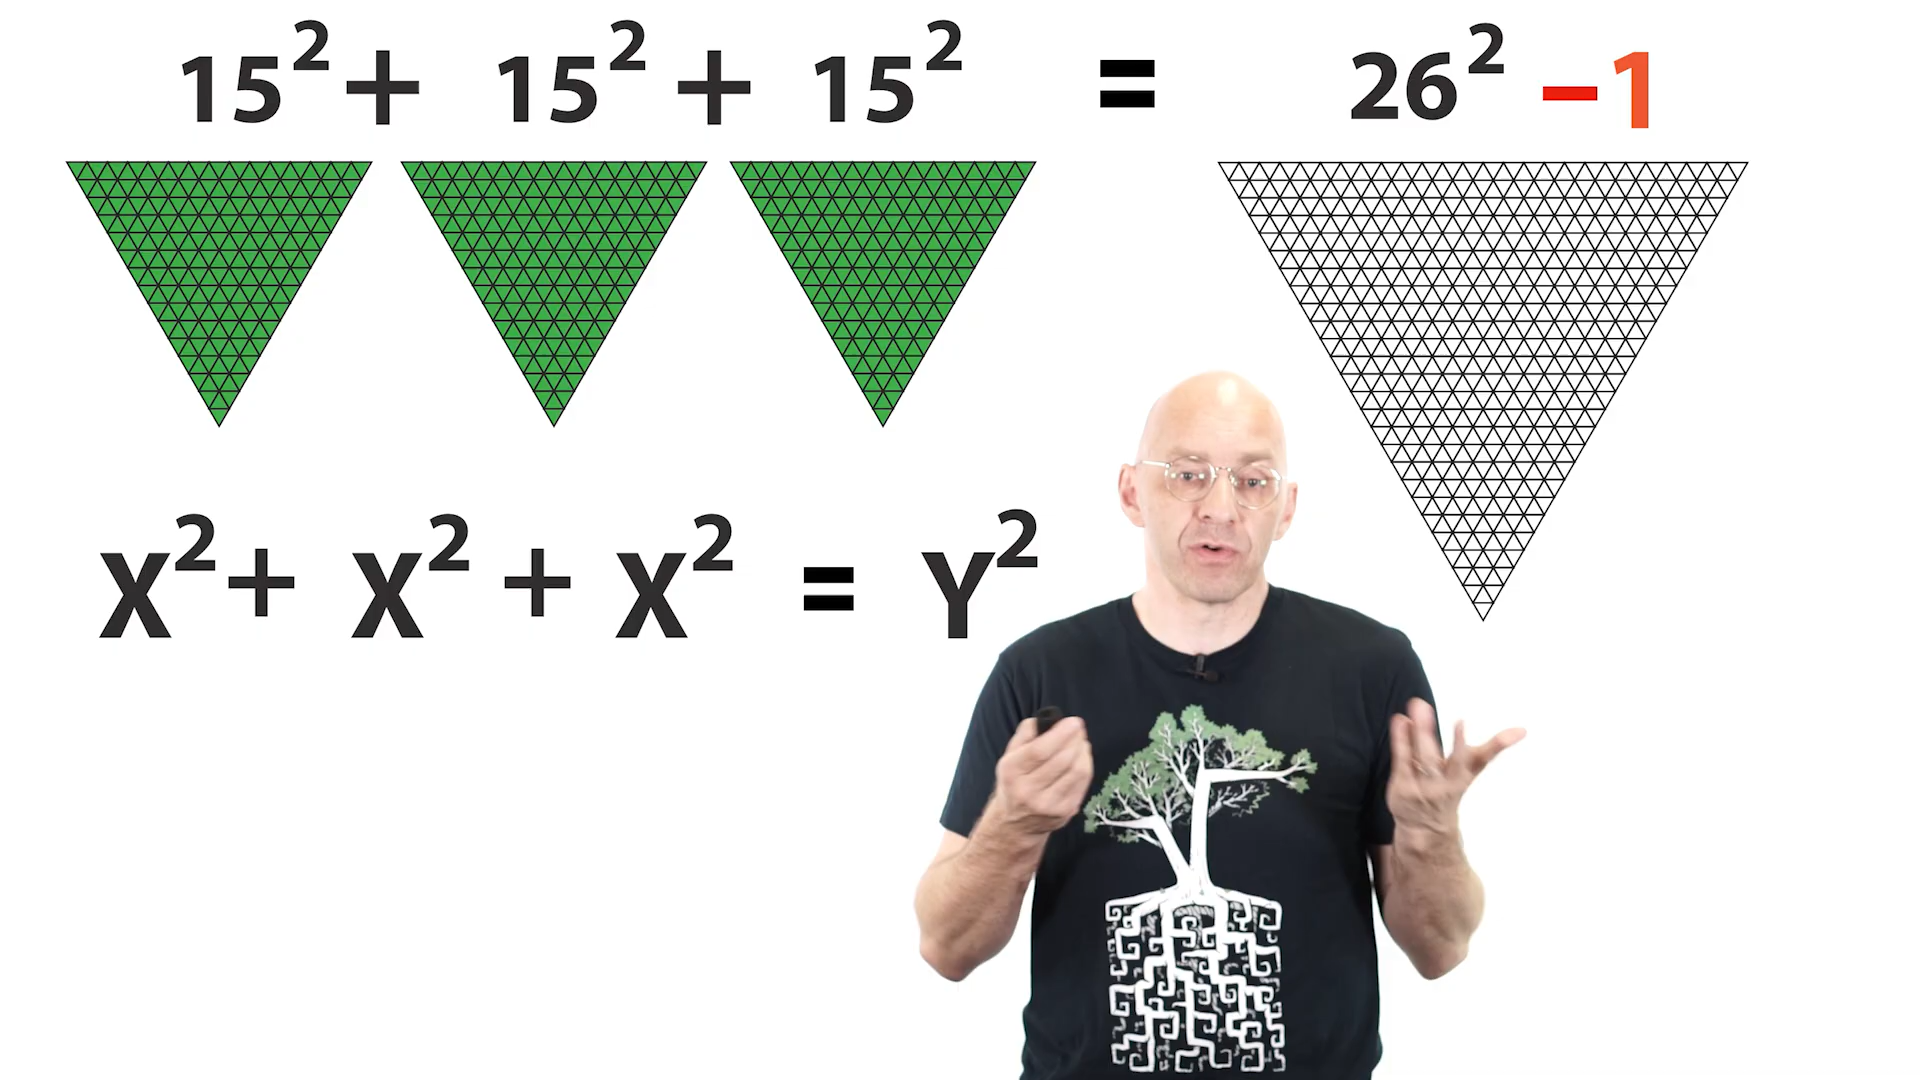 15² + 15² + 15² = 26² – 1
X² + X² + X² = Y²